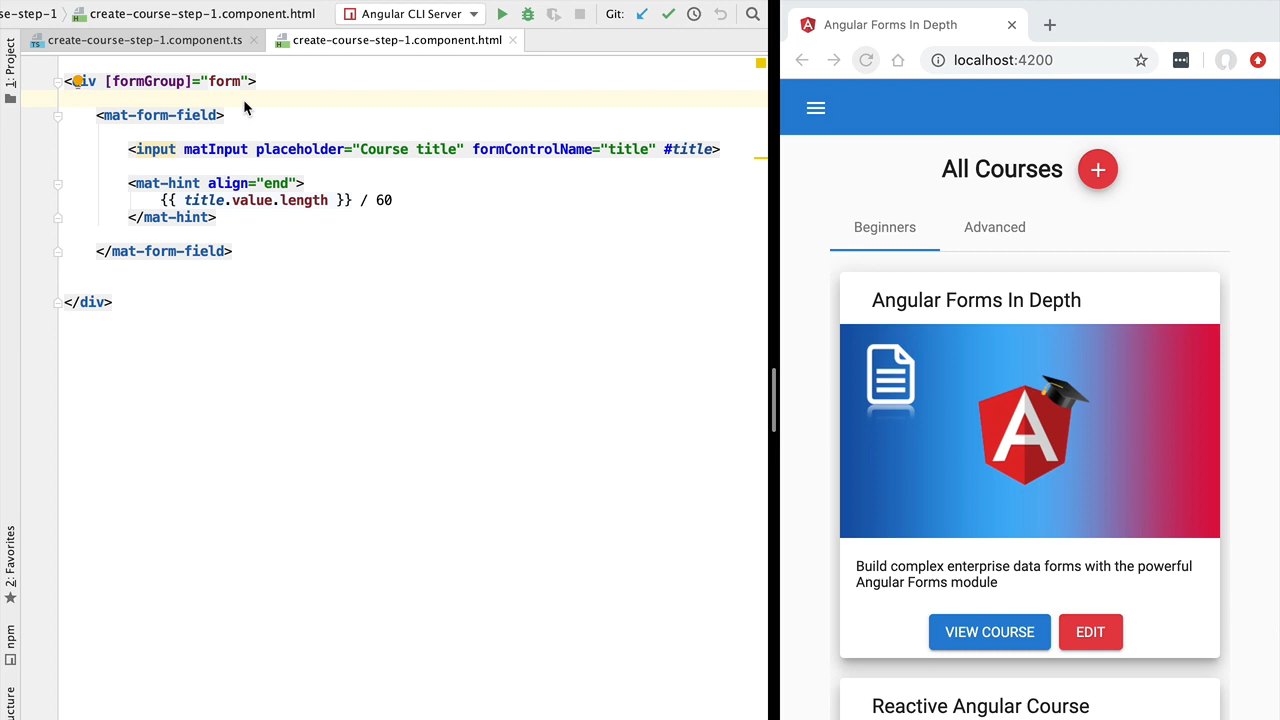 se-step-1 〉 create-course-step-1.component.html 〉 Angular CLI Server Git:
create-course-step-1.component.ts create-course-step-1.component.html
1: Project
2: Favorites
npm
ucture
<div [formGroup]="form">
<mat-form-field>
<input matInput placeholder="Course title" formControlName="title" #title>
<mat-hint align="end">
{{ title.value.length }} / 60
</mat-hint>
</mat-form-field>
</div>
Angular Forms In Depth
localhost:4200
All Courses +
Beginners Advanced
Angular Forms In Depth
A
Build complex enterprise data forms with the powerful
Angular Forms module
VIEW COURSE EDIT
Reactive Angular Course